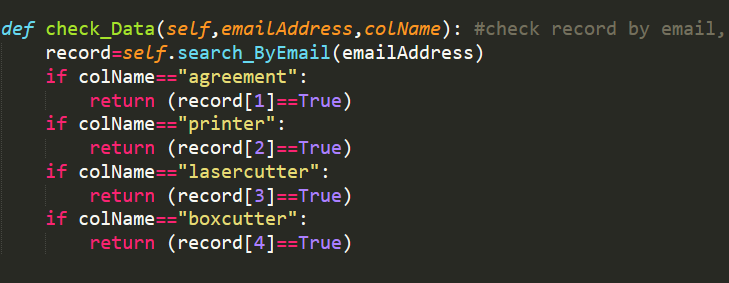 def check_Data(self,emailAddress,colName): #check record by email,
    record=self.search_ByEmail(emailAddress)
    if colName=="agreement":
        return (record[1]==True)
    if colName=="printer":
        return (record[2]==True)
    if colName=="lasercutter":
        return (record[3]==True)
    if colName=="boxcutter":
        return (record[4]==True)